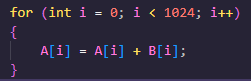 for (int i = 0; i < 1024; i++)
{
    A[i] = A[i] + B[i];
}